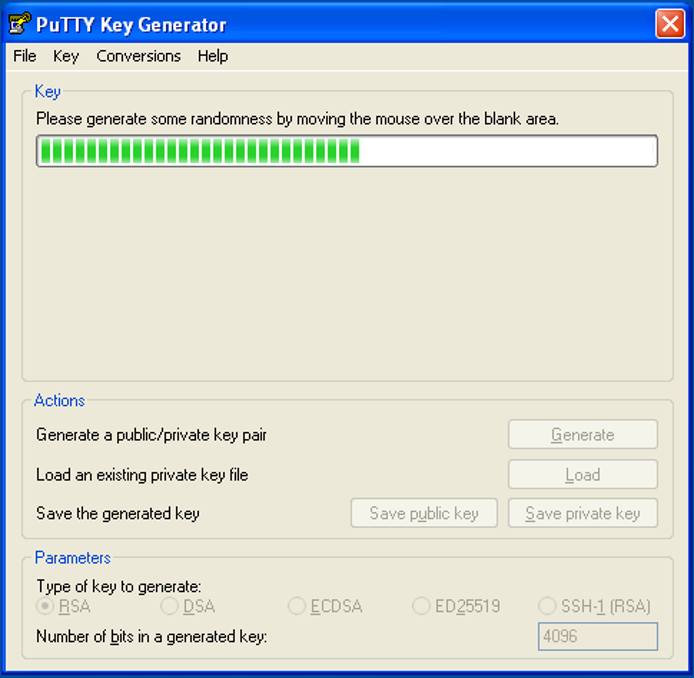 PuTTY Key Generator
File Key Conversions Help
Key
Please generate some randomness by moving the mouse over the blank area.
Actions
Generate a public/private key pair
Generate
Load an existing private key file
Load
Save the generated key
Save public key
Save private key
Parameters
Type of key to generate:
RSA DSA ECDSA ED25519 SSH-1 (RSA)
Number of bits in a generated key:
4096